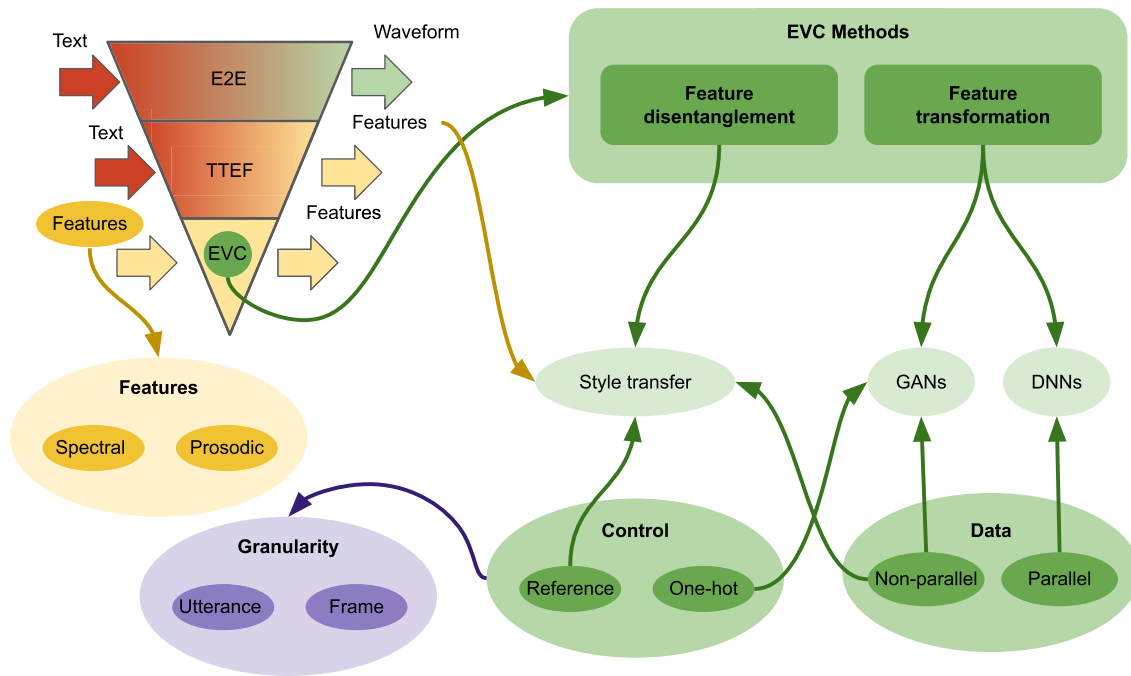 Text
Waveform
E2E
Text
Features
TTEF
Features
Features
EVC
EVC Methods
Feature
disentanglement
Feature
transformation
Style transfer
GANs
DNNs
Features
Spectral
Prosodic
Granularity
Utterance
Frame
Control
Reference
One-hot
Data
Non-parallel
Parallel